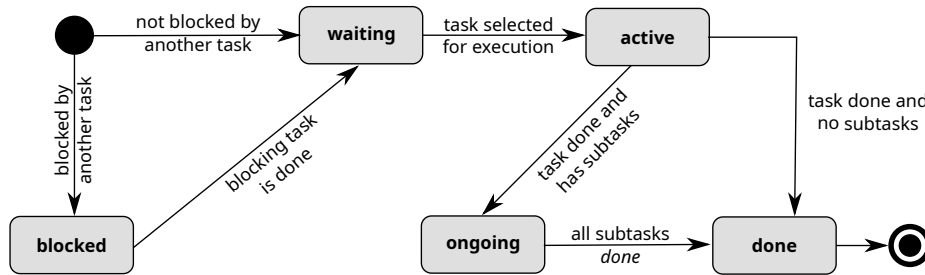 not blocked by
another task
waiting
task selected
for execution
active
blocked by
another task
blocking task
is done
task done and
has subtasks
task done and
no subtasks
blocked
ongoing
all subtasks
done
done